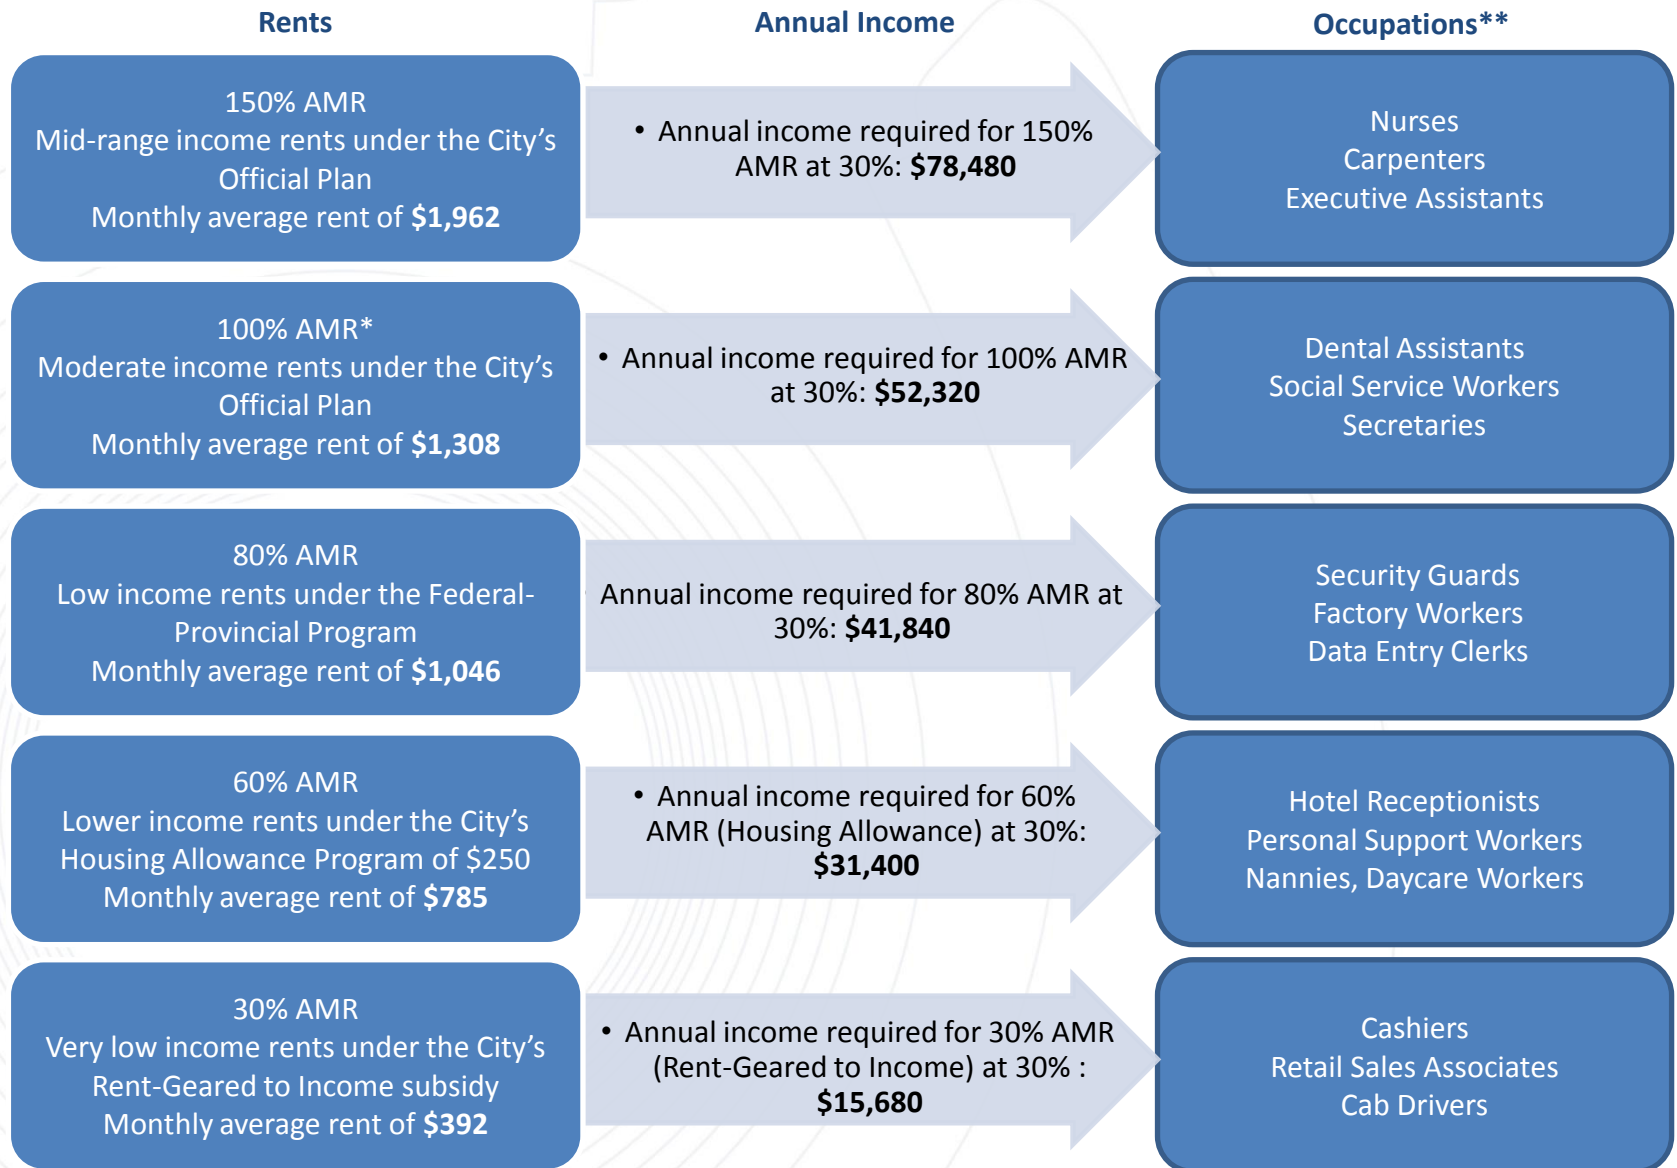 Rents
Annual Income
Occupations**
150% AMR
Mid-range income rents under the City’s
Official Plan
Monthly average rent of $1,962
• Annual income required for 150%
AMR at 30%: $78,480
Nurses
Carpenters
Executive Assistants
100% AMR*
Moderate income rents under the City’s
Official Plan
Monthly average rent of $1,308
• Annual income required for 100% AMR
at 30%: $52,320
Dental Assistants
Social Service Workers
Secretaries
80% AMR
Low income rents under the Federal-
Provincial Program
Monthly average rent of $1,046
Annual income required for 80% AMR at
30%: $41,840
Security Guards
Factory Workers
Data Entry Clerks
60% AMR
Lower income rents under the City’s
Housing Allowance Program of $250
Monthly average rent of $785
• Annual income required for 60%
AMR (Housing Allowance) at 30%:
$31,400
Hotel Receptionists
Personal Support Workers
Nannies, Daycare Workers
30% AMR
Very low income rents under the City’s
Rent-Geared to Income subsidy
Monthly average rent of $392
• Annual income required for 30% AMR
(Rent-Geared to Income) at 30% :
$15,680
Cashiers
Retail Sales Associates
Cab Drivers